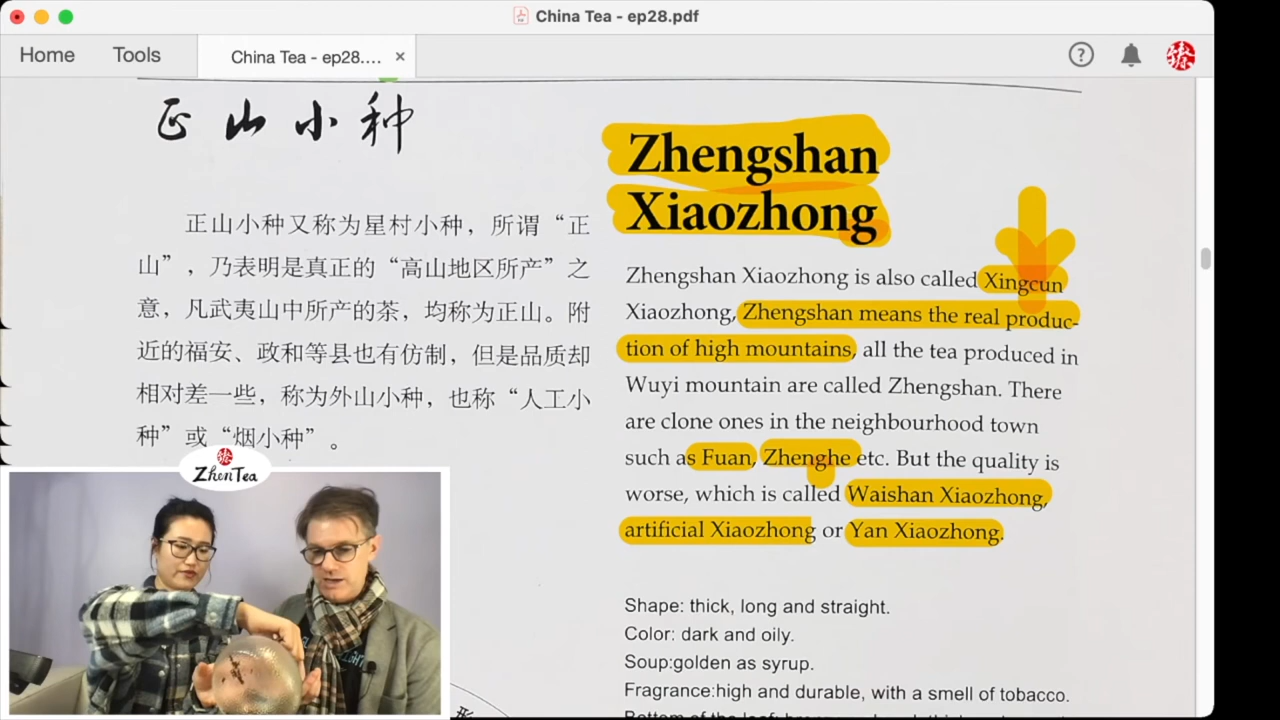 China Tea - ep28.pdf
Home
Tools
China Tea - ep28....
正山小种
正山小种又称为星村小种，所谓“正
山”，乃表明是真正的“高山地区所产”之
意，凡武夷山中所产的茶，均称为正山。附
近的福安、政和等县也有仿制，但是品质却
相对差一些，称为外山小种，也称“人工小
种”或“烟小种”。
Zhengshan
Xiaozhong
Zhengshan Xiaozhong is also called Xingcun
Xiaozhong, Zhengshan means the real produc-
tion of high mountains, all the tea produced in
Wuyi mountain are called Zhengshan. There
are clone ones in the neighbourhood town
such as Fuan, Zhenghe etc. But the quality is
worse, which is called Waishan Xiaozhong,
artificial Xiaozhong or Yan Xiaozhong.
Shape: thick, long and straight.
Color: dark and oily.
Soup:golden as syrup.
Fragrance:high and durable, with a smell of tobacco.
ZhenTea